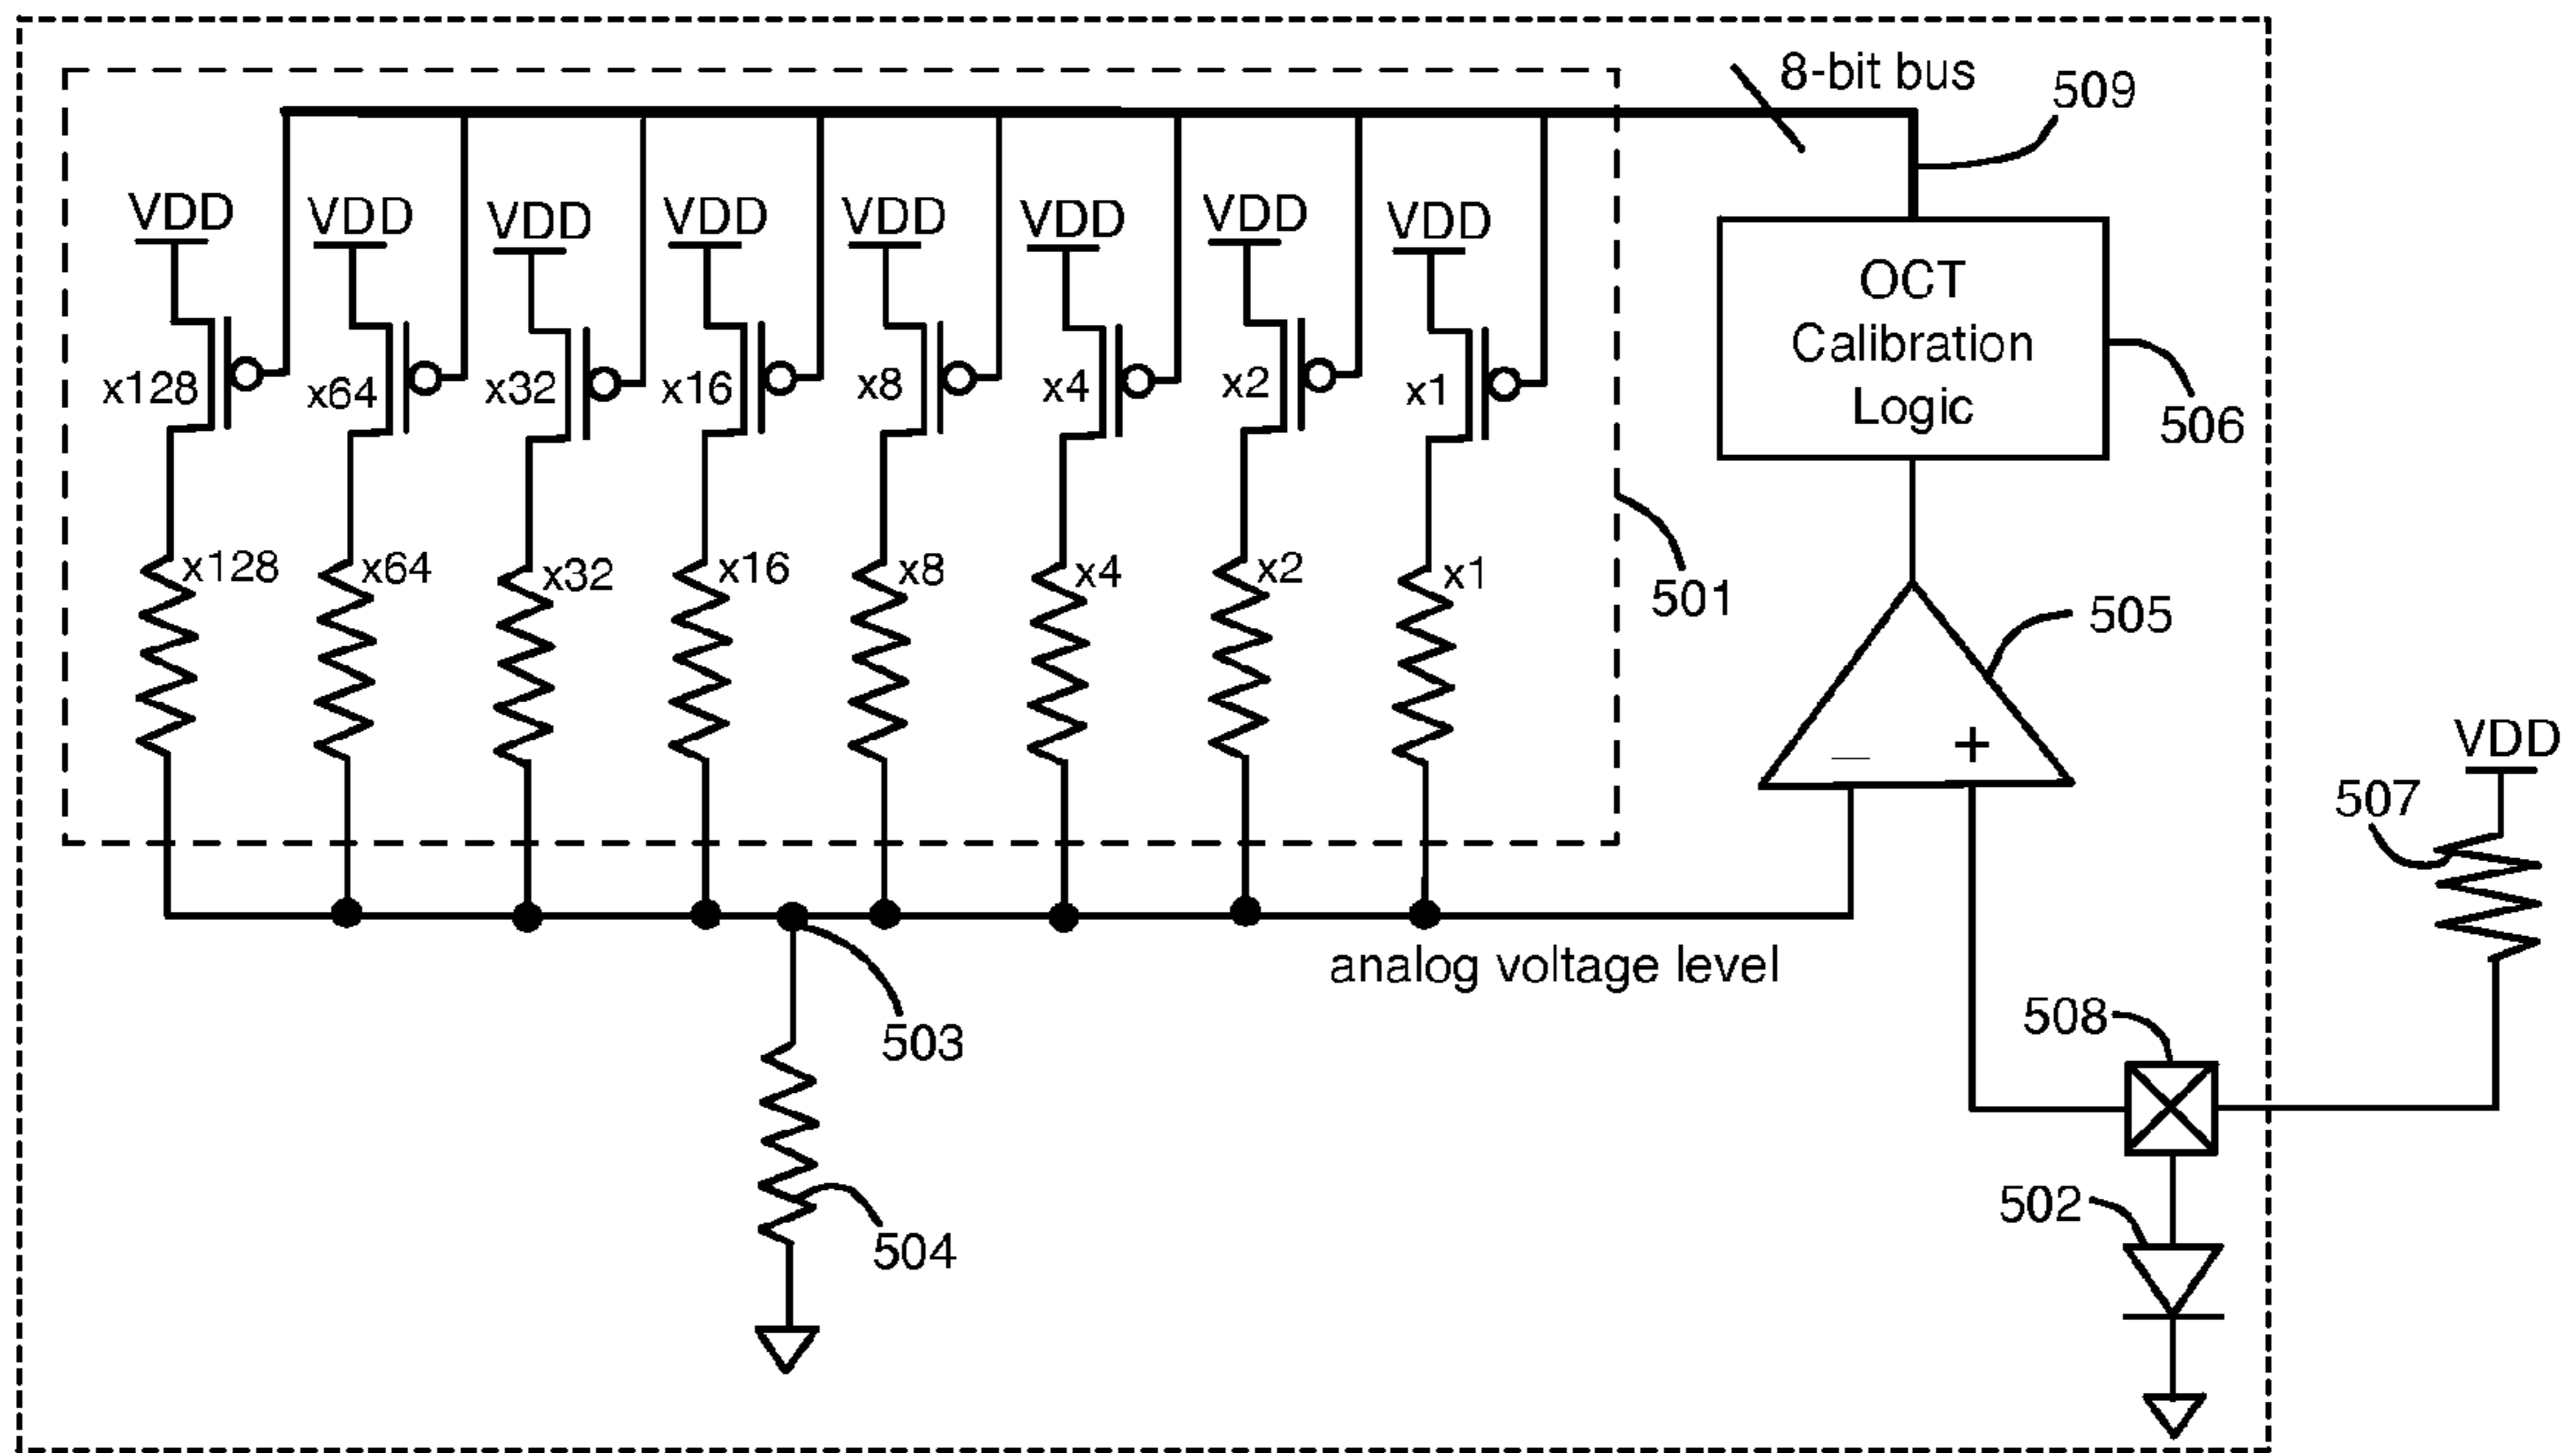 8-bit bus
509
VDD
VDD
VDD
VDD
VDD
VDD
VDD
VDD
OCT
Calibration
Logic
506
x128
x64
x32
x16
x8
x4
x2
x1
x128
x64
x32
x16
x8
x4
x2
x1
501
505
– +
VDD
507
analog voltage level
503
508
502
504